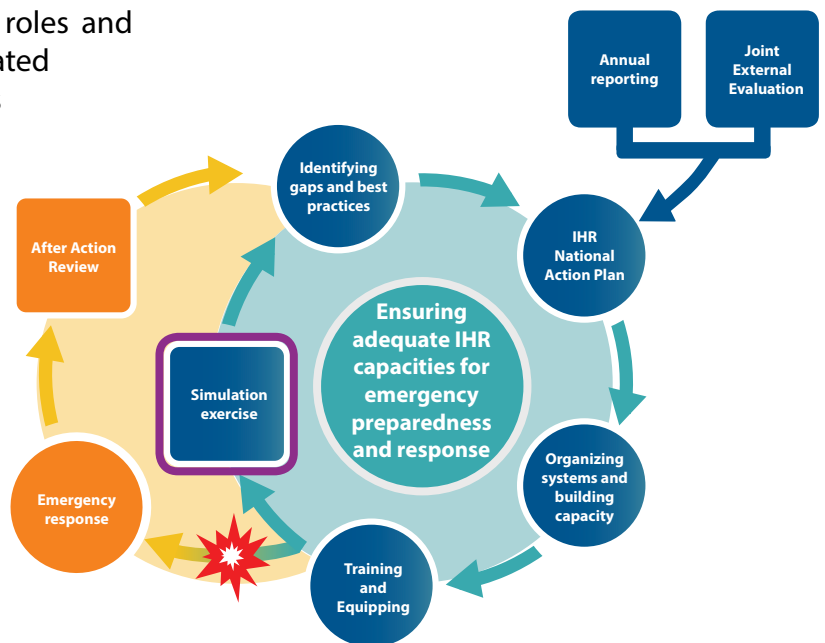 roles and
ated
Annual
reporting
Joint
External
Evaluation
Identifying
gaps and best
practices
After Action
Review
IHR
National
Action Plan
Ensuring
adequate IHR
capacities for
emergency
preparedness
and response
Simulation
exercise
Organizing
systems and
building
capacity
Emergency
response
Training
and
Equipping